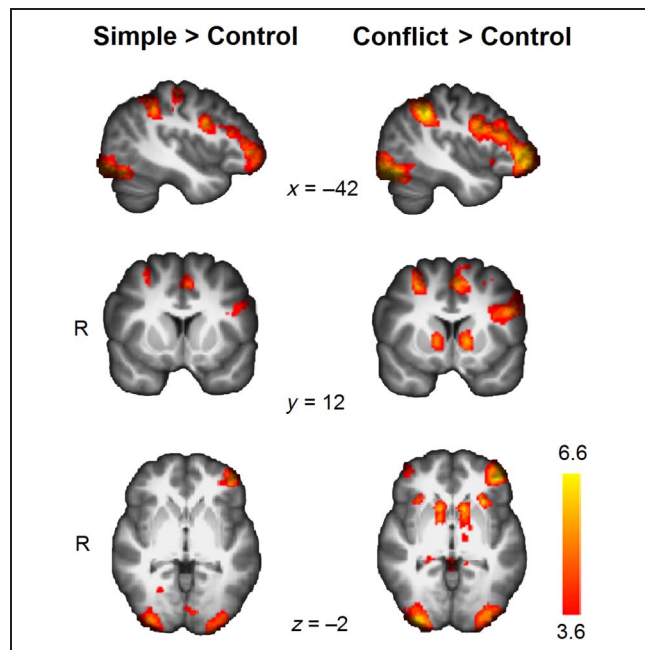 Simple > Control Conflict > Control
x = –42
R
y = 12
6.6
R
z = –2
3.6